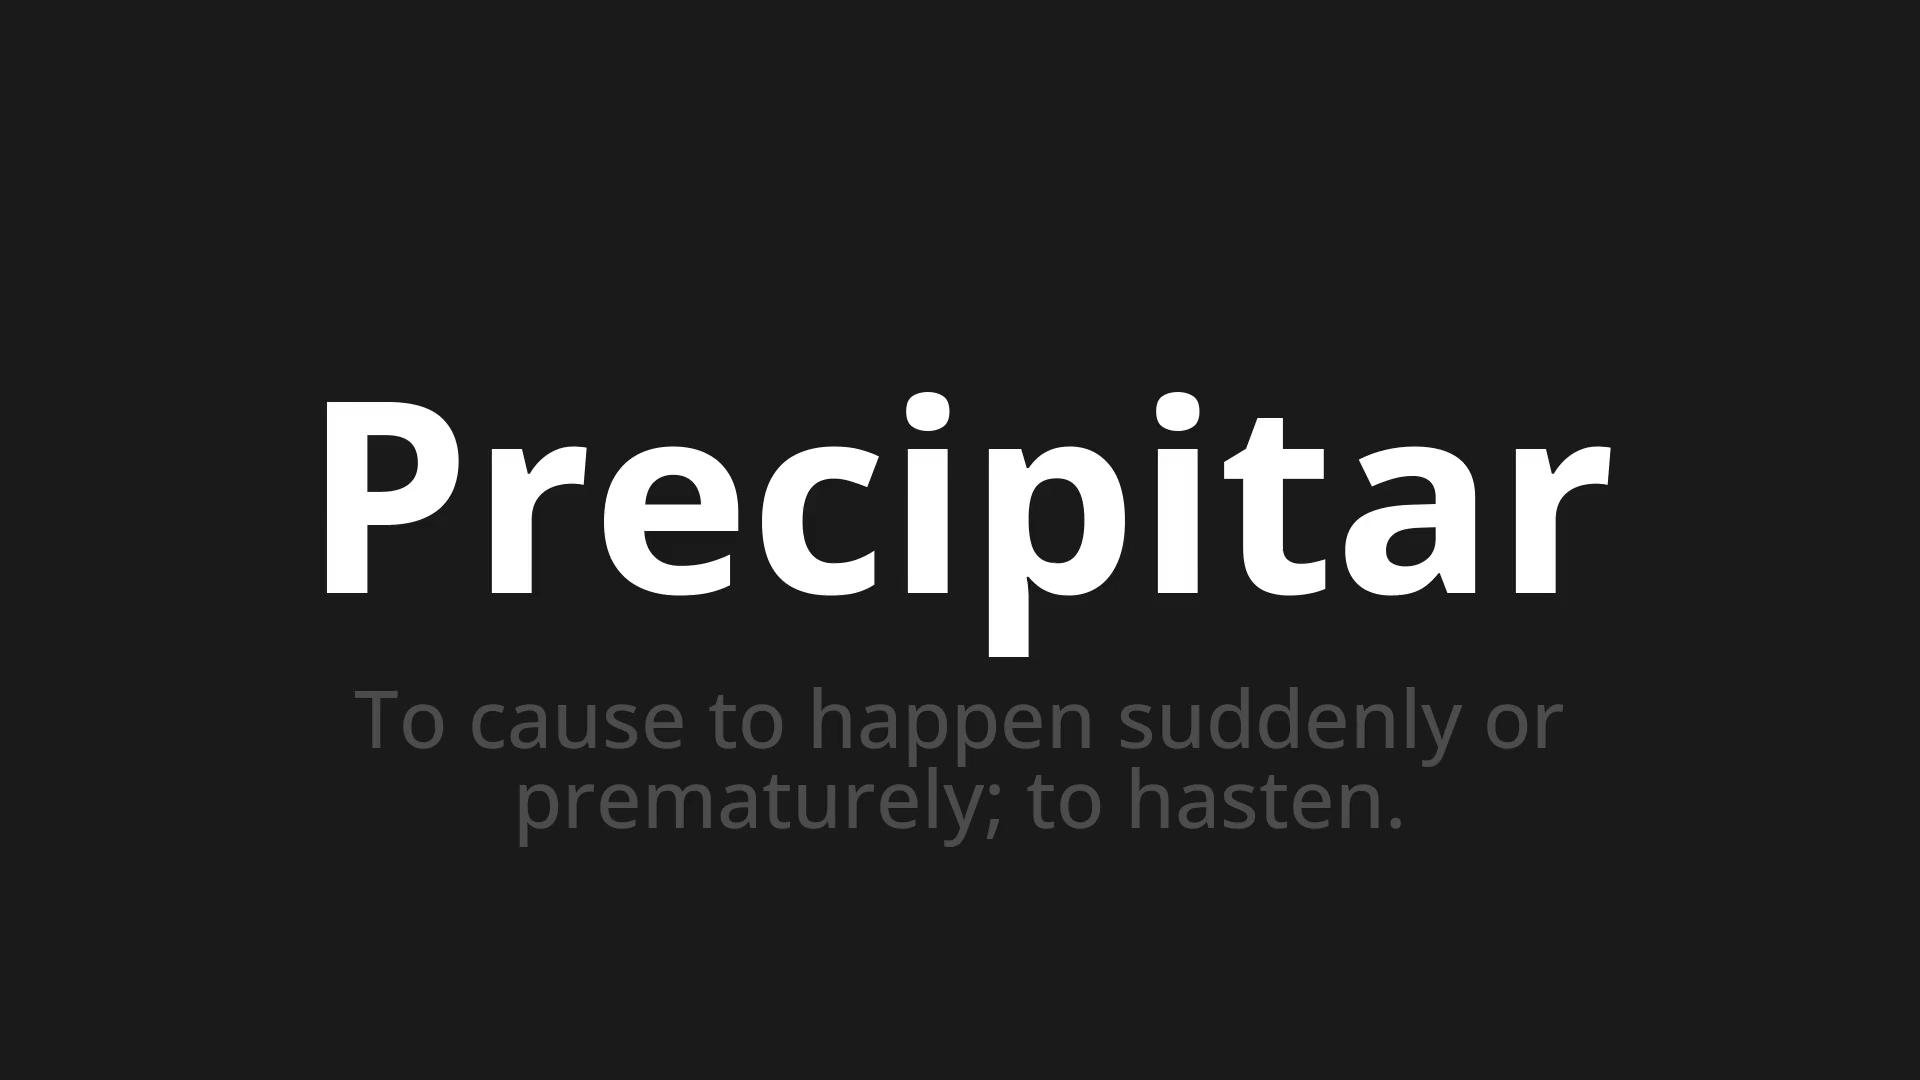 Precipitar
To cause to happen suddenly or
prematurely; to hasten.